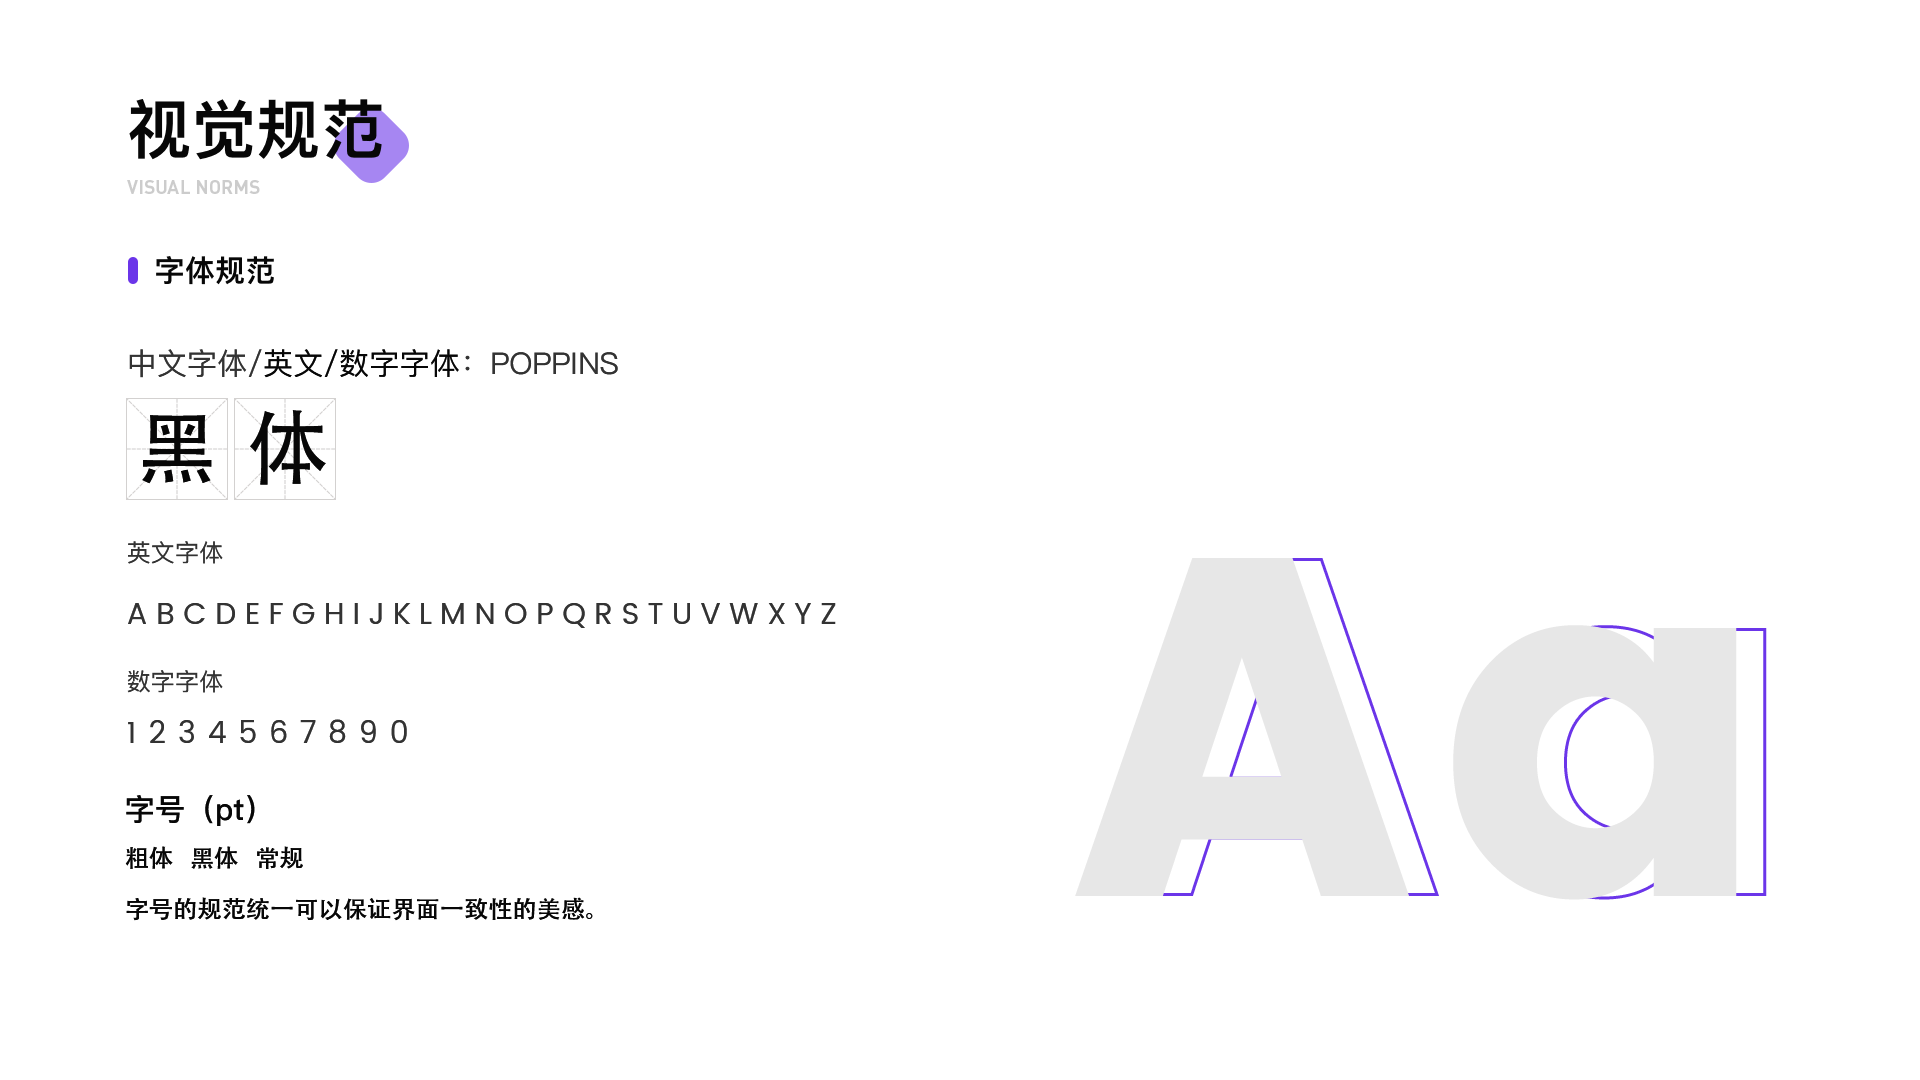 视觉规范
VISUAL NORMS
字体规范
中文字体/英文/数字字体：POPPINS
黑体
英文字体
A B C D E F G H I J K L M N O P Q R S T U V W X Y Z
数字字体
1 2 3 4 5 6 7 8 9 0
字号（pt）
粗体 黑体 常规
字号的规范统一可以保证界面一致性的美感。
Aa